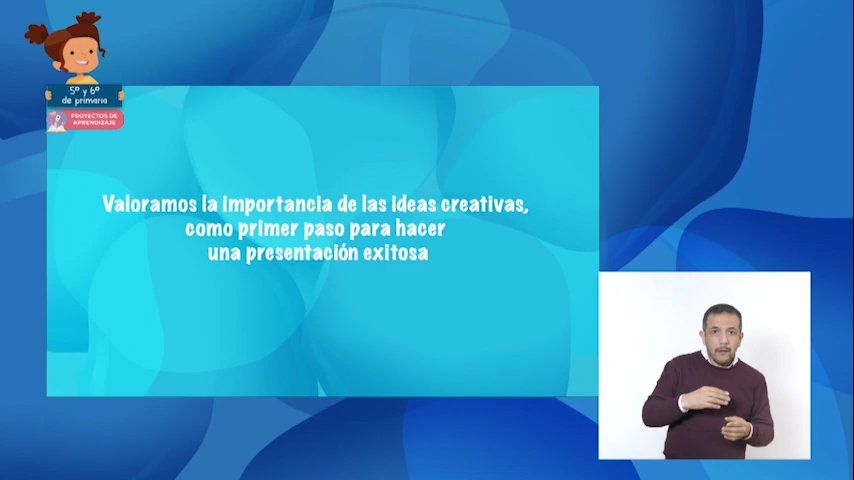 5º y 6º
de primaria
PROYECTOS DE
APRENDIZAJE
Valoramos la importancia de las ideas creativas,
como primer paso para hacer
una presentación exitosa